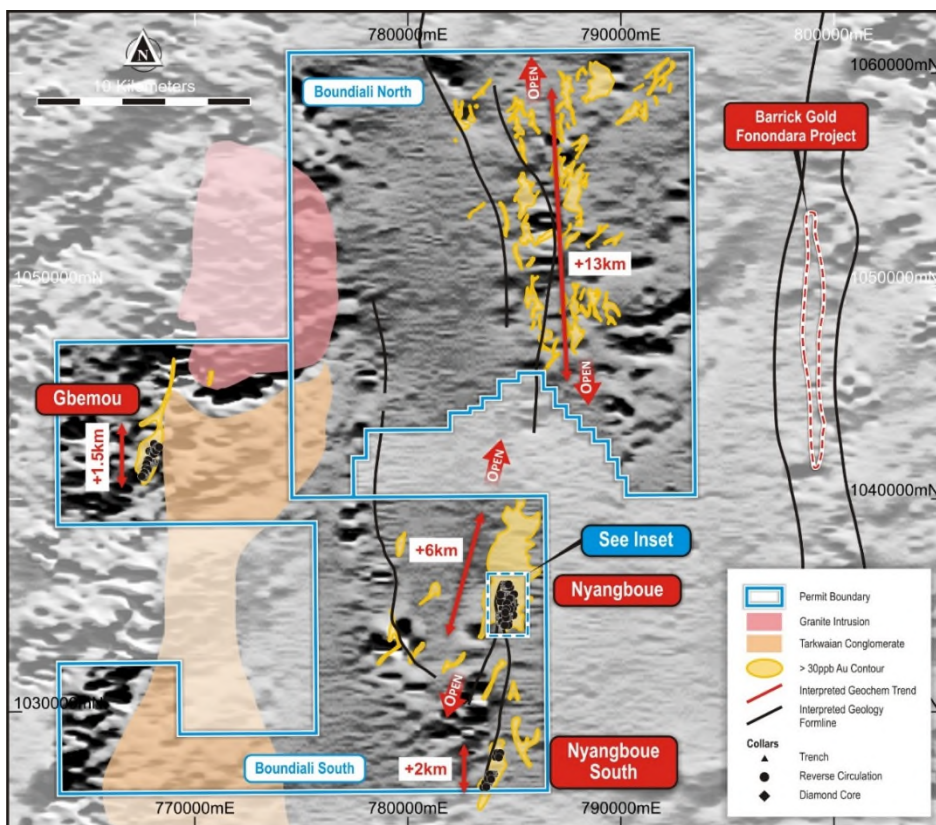 780000mE
790000mE
800000mE
1060000mN
N
10 Kilometers
Boundiali North
OPEN
Barrick Gold
Fonondara Project
+13km
1050000mN
1050000mN
OPEN
Gbemou
+1.5km
OPEN
1040000mN
+6km
See Inset
Nyangboue
OPEN
1030000mN
Boundiali South
+2km
Nyangboue
South
770000mE
780000mE
790000mE
Permit Boundary
Granite Intrusion
Tarkwaian Conglomerate
> 30ppb Au Contour
Interpreted Geochem Trend
Interpreted Geology
Formline
Collars
Trench
Reverse Circulation
Diamond Core